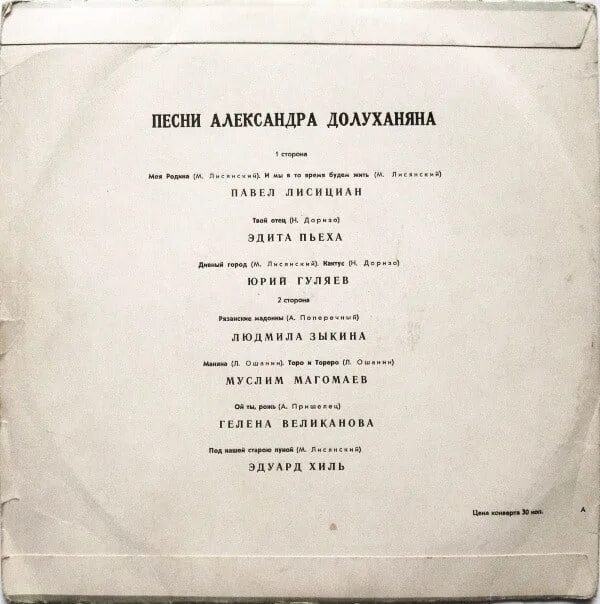 ПЕСНИ АЛЕКСАНДРА ДОЛУХАНЯНА
1 сторона
Моя Родина (М. Лисянский). И мы в то время будем жить (М. Лисянский)
ПАВЕЛ ЛИСИЦИАН
Твой отец (Н. Доризо)
ЭДИТА ПЬЕХА
Дивный город (М. Лисянский). Кактус (Н. Доризо)
ЮРИЙ ГУЛЯЕВ
2 сторона
Рязанские мадонны (А. Поперечный)
ЛЮДМИЛА ЗЫКИНА
Манина (Л. Ошанин). Торо и Тореро (Л. Ошанин)
МУСЛИМ МАГОМАЕВ
Ой ты, рожь (А. Пришелец)
ГЕЛЕНА ВЕЛИКАНОВА
Под нашей старою луной (М. Лисянский)
ЭДУАРД ХИЛЬ
Цена конверта 30 коп. А